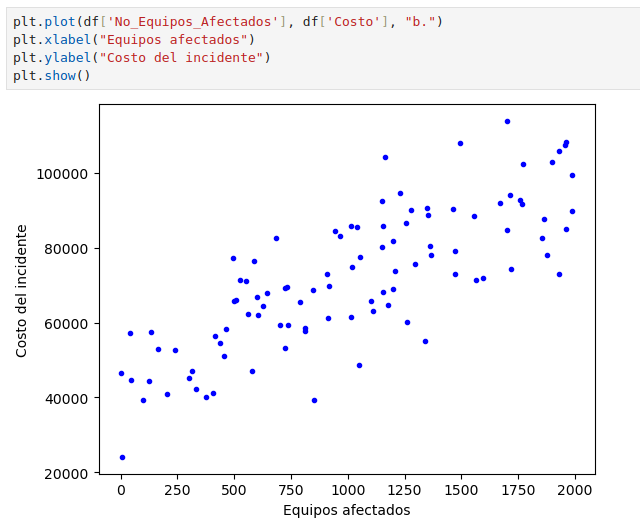 plt.plot(df['No_Equipos_Afectados'], df['Costo'], "b.")
plt.xlabel("Equipos afectados")
plt.ylabel("Costo del incidente")
plt.show()
100000
80000
60000
40000
20000
Costo del incidente
0 250 500 750 1000 1250 1500 1750 2000
Equipos afectados